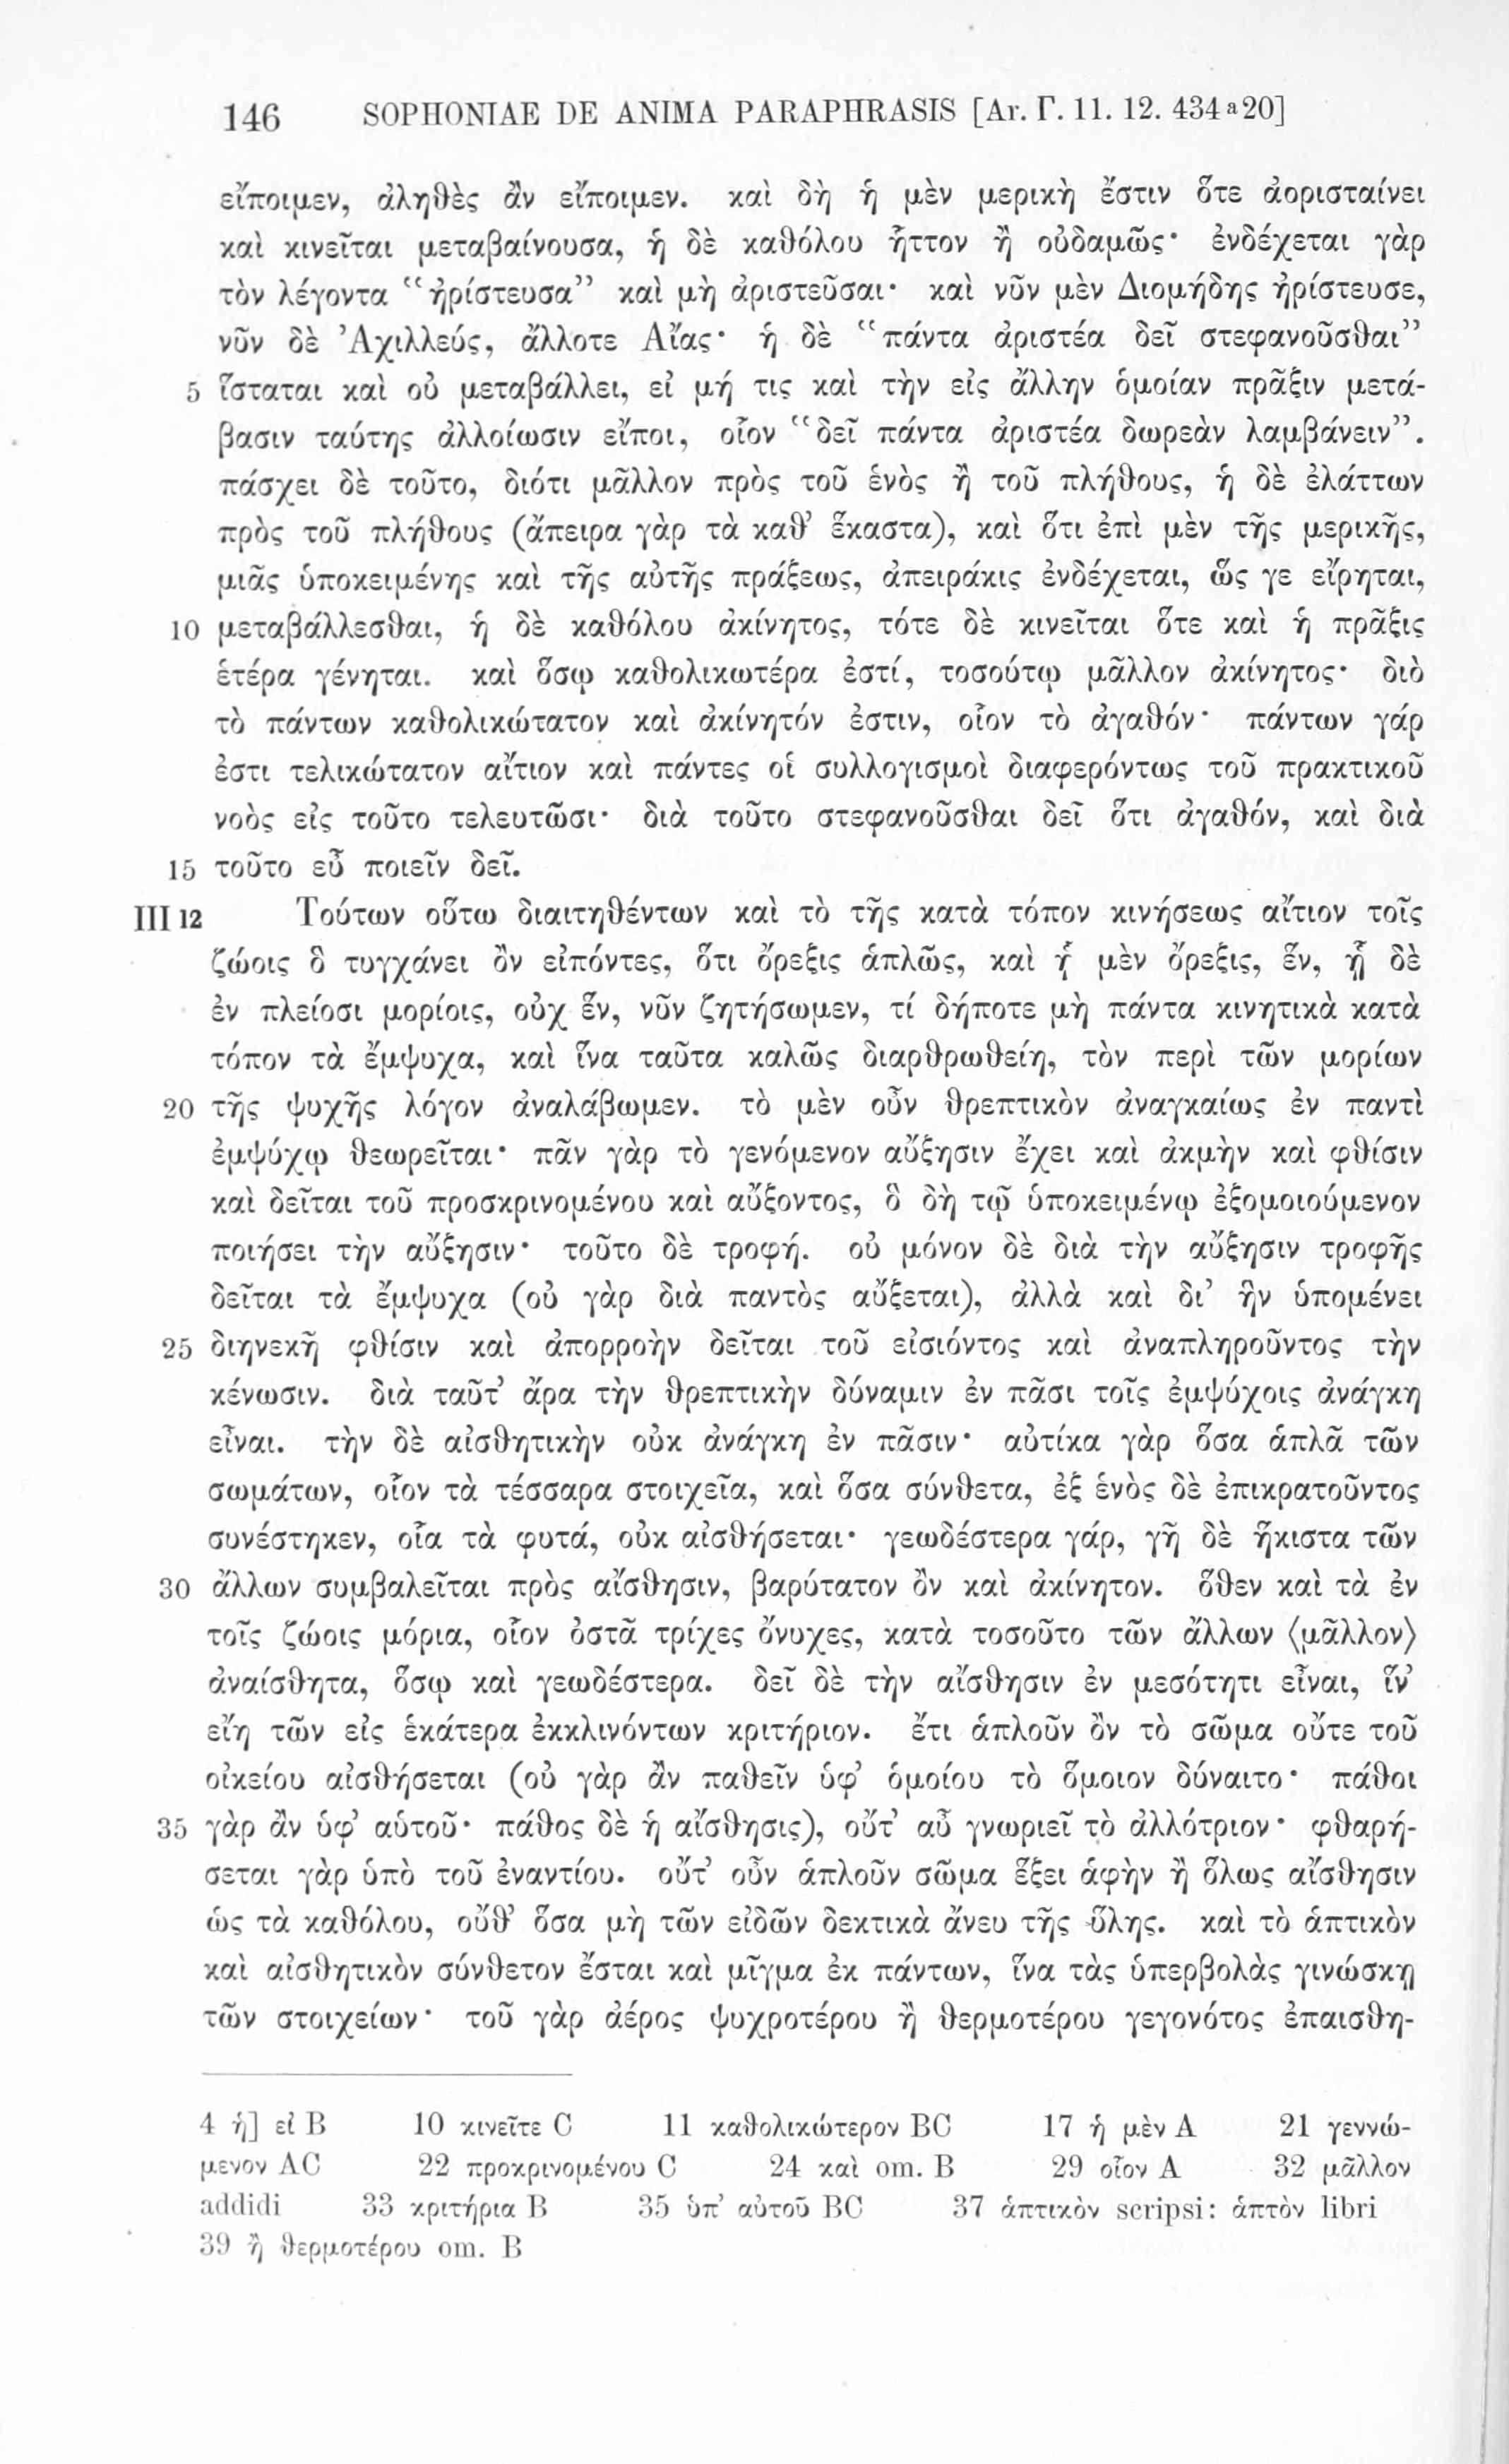 146 SOPHONIAE DE ANIMA PARAPHRASIS [Ar. Γ. 11. 12. 434ᵃ20]
εἴποιμεν, ἀληθὲς ἂν εἴποιμεν. καὶ δὴ ἡ μὲν μερικὴ ἔστιν ὅτε ἀορισταίνει
καὶ κινεῖται μεταβαίνουσα, ἡ δὲ καθόλου ἧττον ἢ οὐδαμῶς· ἐνδέχεται γὰρ
τὸν λέγοντα “ἠρίστευσα” καὶ μὴ ἀριστεῦσαι· καὶ νῦν μὲν Διομήδης ἠρίστευσε,
νῦν δὲ Ἀχιλλεύς, ἄλλοτε Αἴας· ἡ δὲ “πάντα ἀριστέα δεῖ στεφανοῦσθαι”
5 ἵσταται καὶ οὐ μεταβάλλει, εἰ μή τις καὶ τὴν εἰς ἄλλην ὁμοίαν πρᾶξιν μετά-
βασιν ταύτης ἀλλοίωσιν εἴποι, οἷον “δεῖ πάντα ἀριστέα δωρεὰν λαμβάνειν”.
πάσχει δὲ τοῦτο, διότι μᾶλλον πρὸς τοῦ ἑνὸς ἢ τοῦ πλήθους, ἡ δὲ ἐλάττων
πρὸς τοῦ πλήθους (ἄπειρα γὰρ τὰ καθ’ ἕκαστα), καὶ ὅτι ἐπὶ μὲν τῆς μερικῆς,
μιᾶς ὑποκειμένης καὶ τῆς αὐτῆς πράξεως, ἀπειράκις ἐνδέχεται, ὥς γε εἴρηται,
10 μεταβάλλεσθαι, ἡ δὲ καθόλου ἀκίνητος, τότε δὲ κινεῖται ὅτε καὶ ἡ πρᾶξις
ἑτέρα γένηται. καὶ ὅσῳ καθολικωτέρα ἐστί, τοσούτῳ μᾶλλον ἀκίνητος· διὸ
τὸ πάντων καθολικώτατον καὶ ἀκίνητόν ἐστιν, οἷον τὸ ἀγαθόν· πάντων γάρ
ἐστι τελικώτατον αἴτιον καὶ πάντες οἱ συλλογισμοὶ διαφερόντως τοῦ πρακτικοῦ
νοὸς εἰς τοῦτο τελευτῶσι· διὰ τοῦτο στεφανοῦσθαι δεῖ ὅτι ἀγαθόν, καὶ διὰ
15 τοῦτο εὖ ποιεῖν δεῖ.
III 12 Τούτων οὕτω διαιτηθέντων καὶ τὸ τῆς κατὰ τόπον κινήσεως αἴτιον τοῖς
ζώοις ὃ τυγχάνει ὂν εἰπόντες, ὅτι ὄρεξις ἁπλῶς, καὶ ᾗ μὲν ὄρεξις, ἕν, ᾗ δὲ
ἐν πλείοσι μορίοις, οὐχ ἕν, νῦν ζητήσωμεν, τί δήποτε μὴ πάντα κινητικὰ κατὰ
τόπον τὰ ἔμψυχα, καὶ ἵνα ταῦτα καλῶς διαρθρωθείη, τὸν περὶ τῶν μορίων
20 τῆς ψυχῆς λόγον ἀναλάβωμεν. τὸ μὲν οὖν θρεπτικὸν ἀναγκαίως ἐν παντὶ
ἐμψύχῳ θεωρεῖται· πᾶν γὰρ τὸ γενόμενον αὔξησιν ἔχει καὶ ἀκμὴν καὶ φθίσιν
καὶ δεῖται τοῦ προσκρινομένου καὶ αὔξοντος, ὃ δὴ τῷ ὑποκειμένῳ ἐξομοιούμενον
ποιήσει τὴν αὔξησιν· τοῦτο δὲ τροφή. οὐ μόνον δὲ διὰ τὴν αὔξησιν τροφῆς
δεῖται τὰ ἔμψυχα (οὐ γὰρ διὰ παντὸς αὔξεται), ἀλλὰ καὶ δι’ ἣν ὑπομένει
25 διηνεκῆ φθίσιν καὶ ἀπορροὴν δεῖται τοῦ εἰσιόντος καὶ ἀναπληροῦντος τὴν
κένωσιν. διὰ ταῦτ’ ἄρα τὴν θρεπτικὴν δύναμιν ἐν πᾶσι τοῖς ἐμψύχοις ἀνάγκη
εἶναι. τὴν δὲ αἰσθητικὴν οὐκ ἀνάγκη ἐν πᾶσιν· αὐτίκα γὰρ ὅσα ἁπλᾶ τῶν
σωμάτων, οἷον τὰ τέσσαρα στοιχεῖα, καὶ ὅσα σύνθετα, ἐξ ἑνὸς δὲ ἐπικρατοῦντος
συνέστηκεν, οἷα τὰ φυτά, οὐκ αἰσθήσεται· γεωδέστερα γάρ, γῆ δὲ ἥκιστα τῶν
30 ἄλλων συμβαλεῖται πρὸς αἴσθησιν, βαρύτατον ὂν καὶ ἀκίνητον. ὅθεν καὶ τὰ ἐν
τοῖς ζώοις μόρια, οἷον ὀστᾶ τρίχες ὄνυχες, κατὰ τοσοῦτο τῶν ἄλλων ⟨μᾶλλον⟩
ἀναίσθητα, ὅσῳ καὶ γεωδέστερα. δεῖ δὲ τὴν αἴσθησιν ἐν μεσότητι εἶναι, ἵν’
εἴη τῶν εἰς ἑκάτερα ἐκκλινόντων κριτήριον. ἔτι ἁπλοῦν ὂν τὸ σῶμα οὔτε τοῦ
οἰκείου αἰσθήσεται (οὐ γὰρ ἂν παθεῖν ὑφ’ ὁμοίου τὸ ὅμοιον δύναιτο· πάθοι
35 γὰρ ἂν ὑφ’ αὑτοῦ· πάθος δὲ ἡ αἴσθησις), οὔτ’ αὖ γνωριεῖ τὸ ἀλλότριον· φθαρή-
σεται γὰρ ὑπὸ τοῦ ἐναντίου. οὔτ’ οὖν ἁπλοῦν σῶμα ἕξει ἁφὴν ἢ ὅλως αἴσθησιν
ὡς τὰ καθόλου, οὔθ’ ὅσα μὴ τῶν εἰδῶν δεκτικὰ ἄνευ τῆς ὕλης. καὶ τὸ ἁπτικὸν
καὶ αἰσθητικὸν σύνθετον ἔσται καὶ μῖγμα ἐκ πάντων, ἵνα τὰς ὑπερβολὰς γινώσκῃ
τῶν στοιχείων· τοῦ γὰρ ἀέρος ψυχροτέρου ἢ θερμοτέρου γεγονότος ἐπαισθη-
4 ἡ] εἰ B 10 κινεῖτε C 11 καθολικώτερον BC 17 ἡ μὲν A 21 γεννώ-
μενον AC 22 προκρινομένου C 24 καὶ om. B 29 οἷον A 32 μᾶλλον
addidi 33 κριτήρια B 35 ὑπ’ αὐτοῦ BC 37 ἁπτικὸν scripsi: ἁπτὸν libri
39 ἢ θερμοτέρου om. B